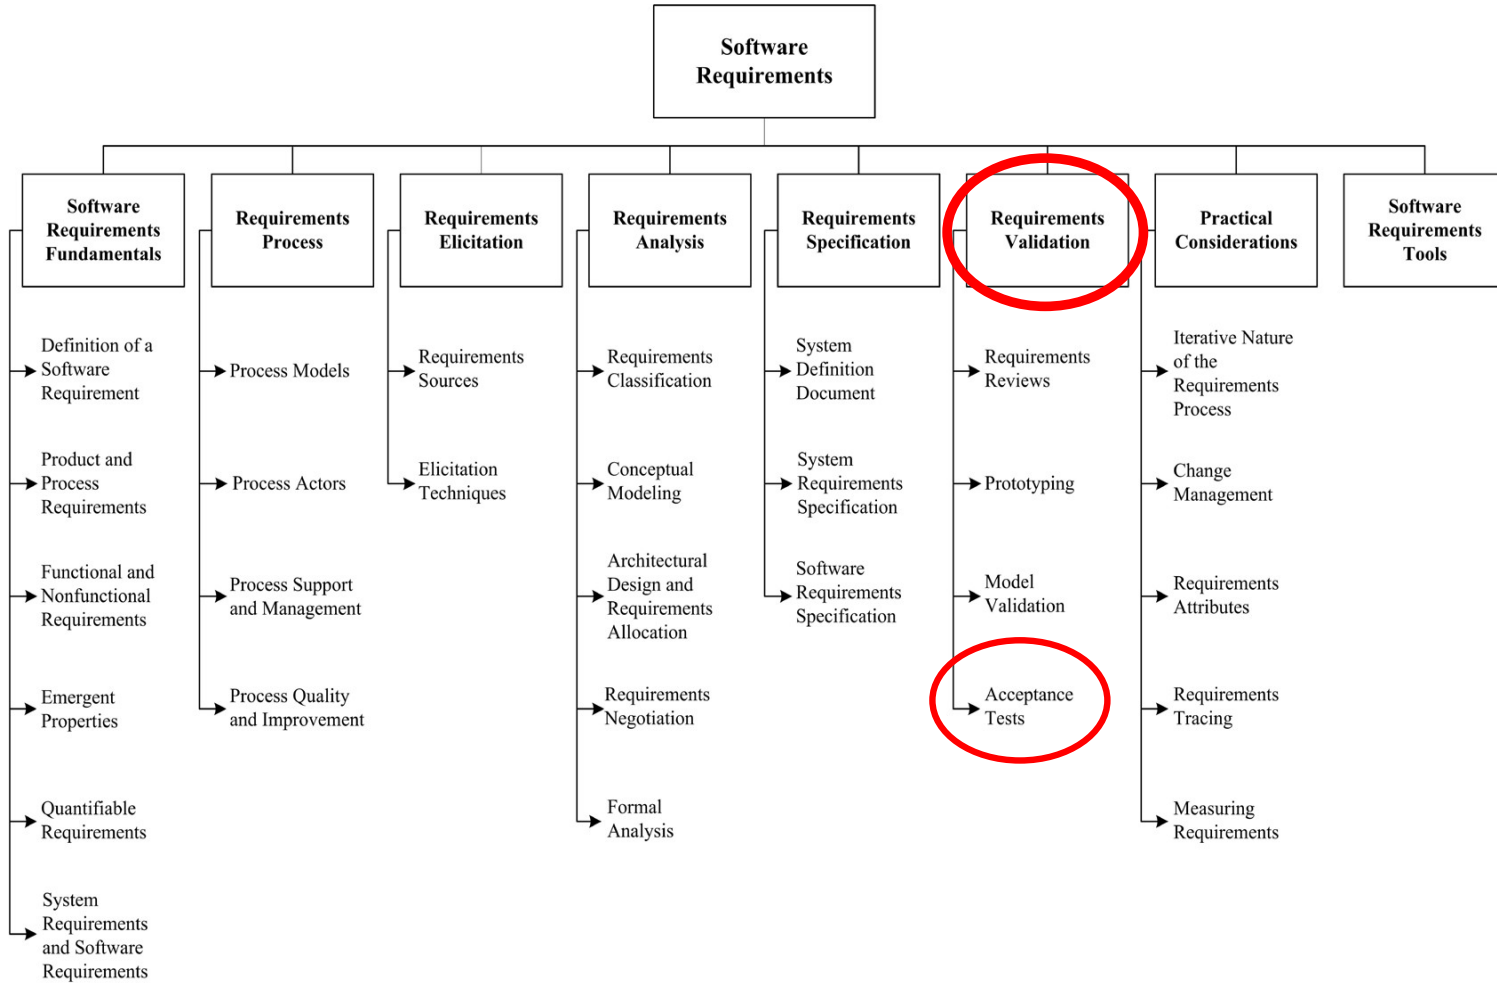 Software
Requirements
Software
Requirements
Fundamentals
Requirements
Process
Requirements
Elicitation
Requirements
Analysis
Requirements
Specification
Requirements
Validation
Practical
Considerations
Software
Requirements
Tools
Definition of a
Software
Requirement
Product and
Process
Requirements
Functional and
Nonfunctional
Requirements
Emergent
Properties
Quantifiable
Requirements
System
Requirements
and Software
Requirements
Process Models
Process Actors
Process Support
and Management
Process Quality
and Improvement
Requirements
Sources
Elicitation
Techniques
Requirements
Classification
Conceptual
Modeling
Architectural
Design and
Requirements
Allocation
Requirements
Negotiation
Formal
Analysis
System
Definition
Document
System
Requirements
Specification
Software
Requirements
Specification
Requirements
Reviews
Prototyping
Model
Validation
Acceptance
Tests
Iterative Nature
of the
Requirements
Process
Change
Management
Requirements
Attributes
Requirements
Tracing
Measuring
Requirements